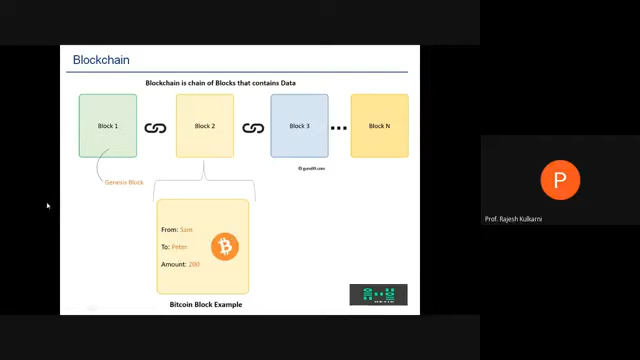 Blockchain
Blockchain is chain of Blocks that contains Data
Block 1
Block 2
Block 3
Block N
© guru99.com
Genesis Block
From: Sam
To: Peter
Amount: 200
Bitcoin Block Example
P
Prof. Rajesh Kulkarni